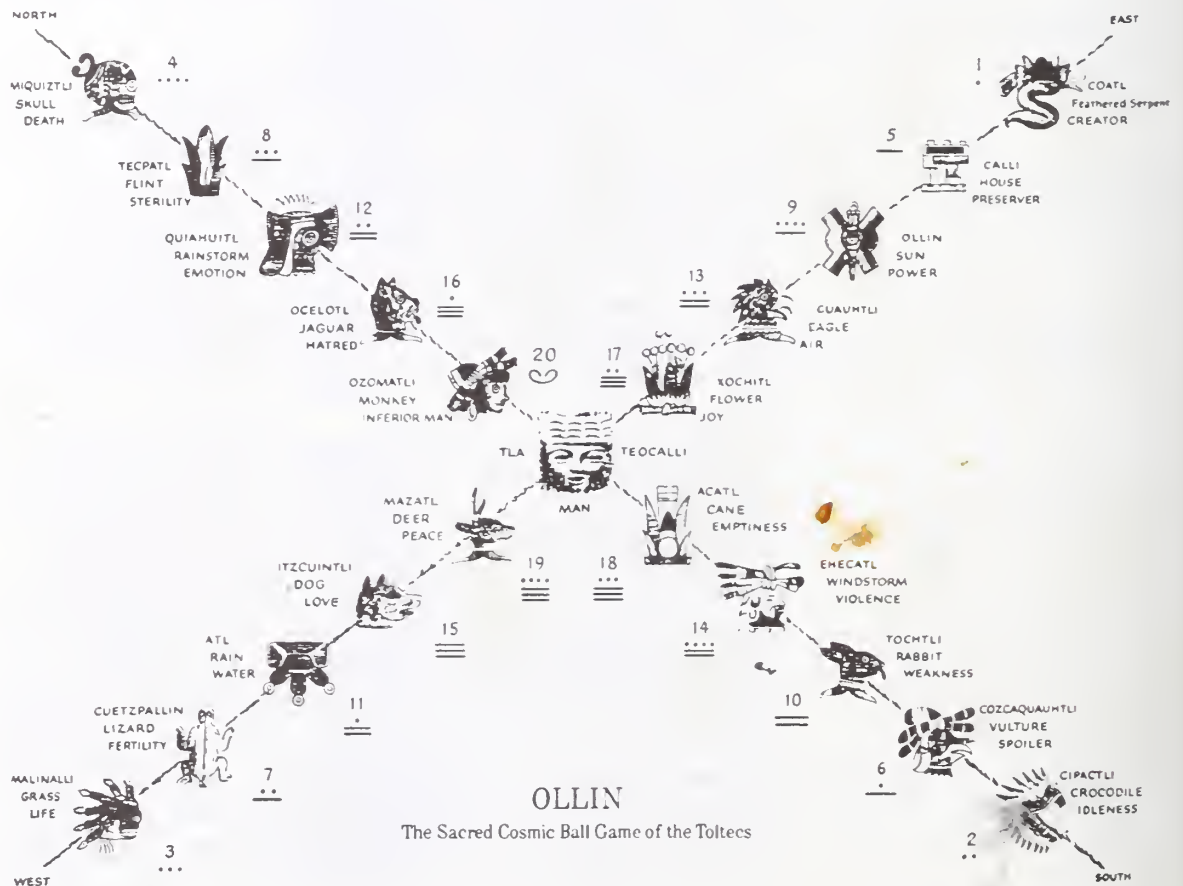 NORTH
4
MIQUIZTLI
SKULL
DEATH
8
TECPATL
FLINT
STERILITY
12
QUIAHUITL
RAINSTORM
EMOTION
16
OCELOTL
JAGUAR
HATRED
20
OZOMATLI
MONKEY
INFERIOR MAN
EAST
1
COATL
Feathered Serpent
CREATOR
5
CALLI
HOUSE
PRESERVER
9
OLLIN
SUN
POWER
13
CUAUHTLI
EAGLE
AIR
17
XOCHITL
FLOWER
JOY
TLA TEOCALLI
MAN
MAZATL
DEER
PEACE
19
ITZCUINTLI
DOG
LOVE
15
ATL
RAIN
WATER
11
CUETZPALLIN
LIZARD
FERTILITY
7
MALINALLI
GRASS
LIFE
3
WEST
ACATL
CANE
EMPTINESS
18
EHECATL
WINDSTORM
VIOLENCE
14
TOCHTLI
RABBIT
WEAKNESS
10
COZCAQUAUHTLI
VULTURE
SPOILER
6
CIPACTLI
CROCODILE
IDLENESS
2
SOUTH
OLLIN
The Sacred Cosmic Ball Game of the Toltecs